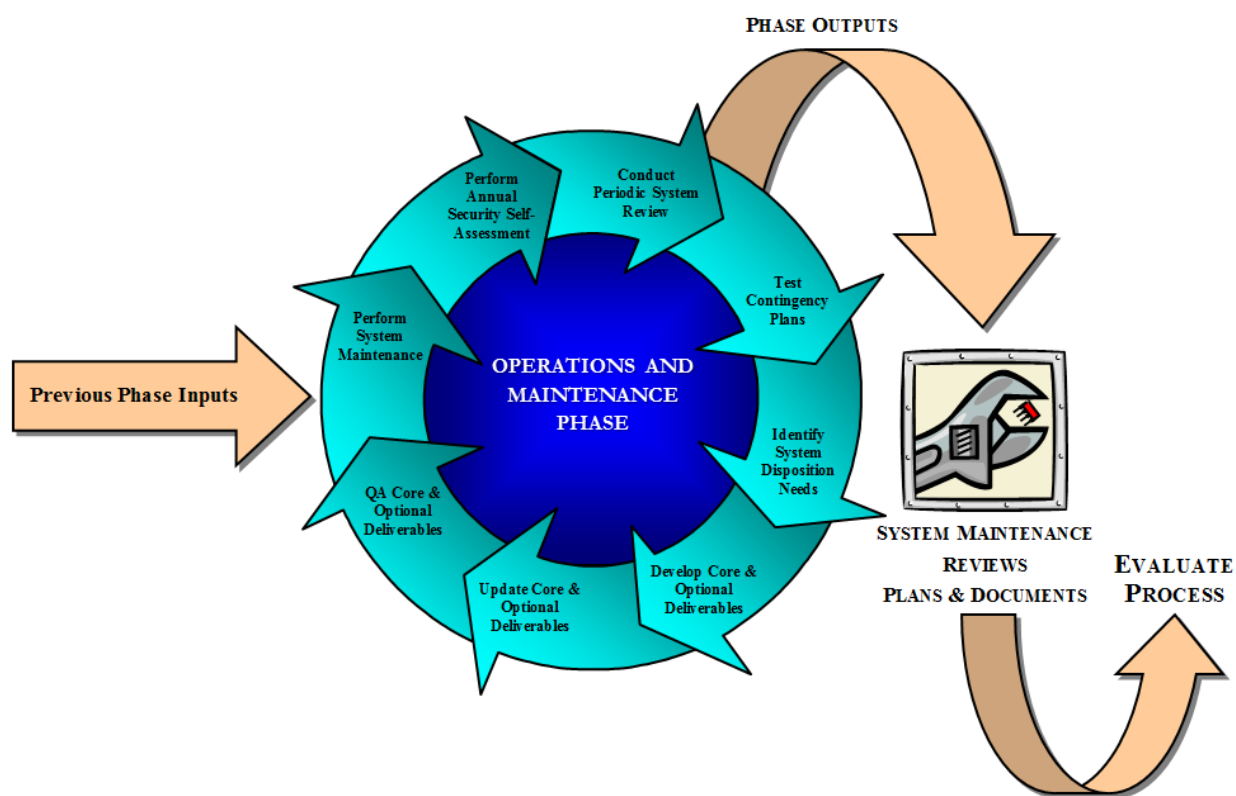 PHASE OUTPUTS
Conduct
Periodic System
Review
Perform
Annual
Security Self-
Assessment
Test
Contingency
Plans
Perform
System
Maintenance
OPERATIONS AND
MAINTENANCE
PHASE
Previous Phase Inputs
Identify
System
Disposition
Needs
QA Core &
Optional
Deliverables
Update Core &
Optional
Deliverables
Develop Core &
Optional
Deliverables
SYSTEM MAINTENANCE
REVIEWS
PLANS & DOCUMENTS
EVALUATE
PROCESS